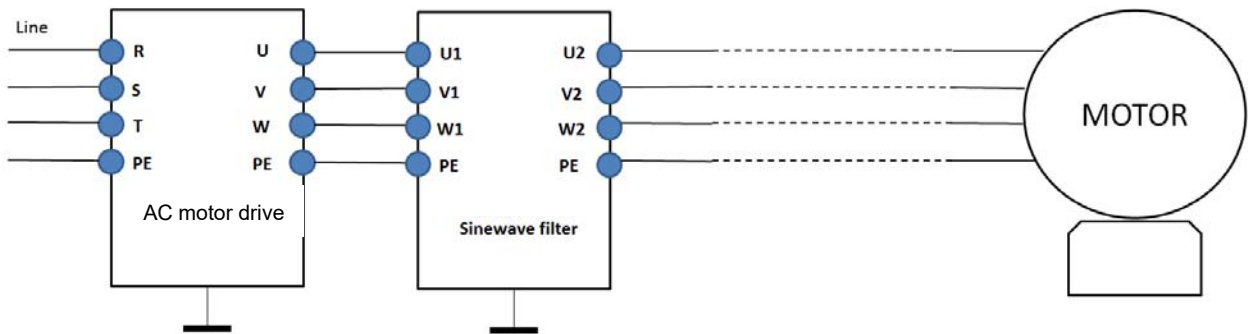 Line
R U U1 U2
S V V1 V2
T W W1 W2
PE PE PE PE
MOTOR
AC motor drive
Sinewave filter